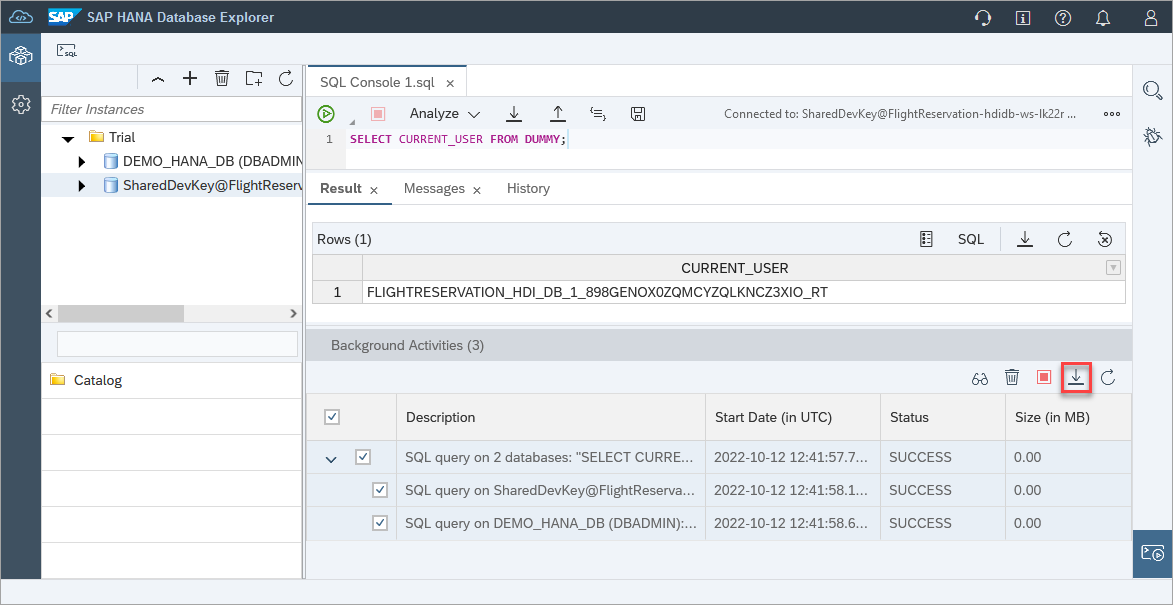 SAP SAP HANA Database Explorer
SQL
Filter Instances
Trial
DEMO_HANA_DB (DBADMIN
SharedDevKey@FlightReserv
Catalog
SQL Console 1.sql
Analyze
Connected to: SharedDevKey@FlightReservation-hdidb-ws-lk22r ...
1 SELECT CURRENT_USER FROM DUMMY;
Result Messages History
Rows (1) SQL
CURRENT_USER
1 FLIGHTRESERVATION_HDI_DB_1_898GENOX0ZQMCYZQLKNCZ3XIO_RT
Background Activities (3)
Description Start Date (in UTC) Status Size (in MB)
SQL query on 2 databases: "SELECT CURRE... 2022-10-12 12:41:57.7... SUCCESS 0.00
SQL query on SharedDevKey@FlightReserva... 2022-10-12 12:41:58.1... SUCCESS 0.00
SQL query on DEMO_HANA_DB (DBADMIN):... 2022-10-12 12:41:58.6... SUCCESS 0.00